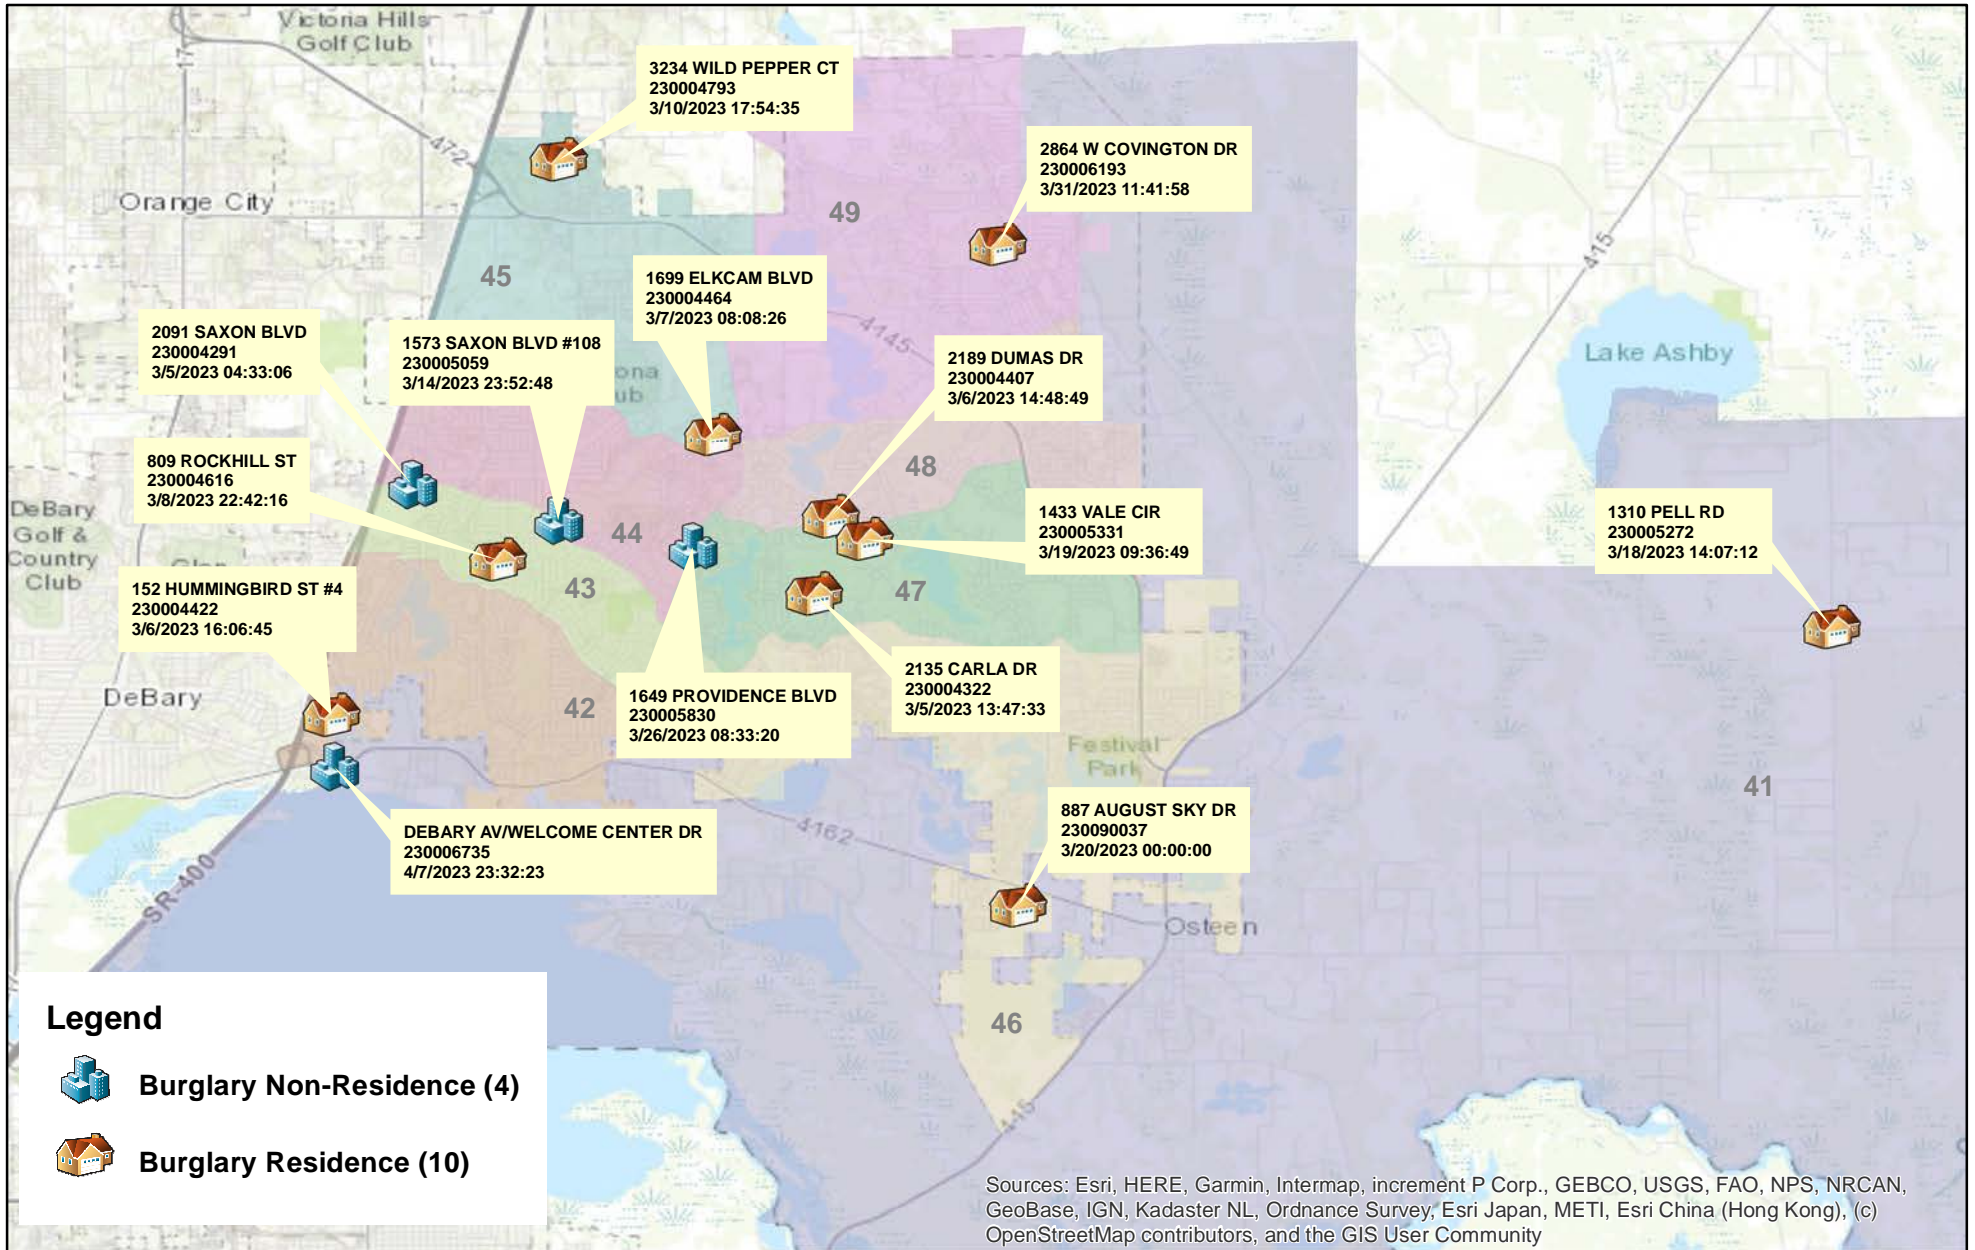 Victoria Hills
Golf Club
17
472
Orange City
3234 WILD PEPPER CT
230004793
3/10/2023 17:54:35
2864 W COVINGTON DR
230006193
3/31/2023 11:41:58
49
45
415
1699 ELKCAM BLVD
230004464
3/7/2023 08:08:26
4145
2091 SAXON BLVD
230004291
3/5/2023 04:33:06
1573 SAXON BLVD #108
230005059
3/14/2023 23:52:48
ona
ub
2189 DUMAS DR
230004407
3/6/2023 14:48:49
Lake Ashby
809 ROCKHILL ST
230004616
3/8/2023 22:42:16
48
DeBary
Golf &
Country
Club
44
1433 VALE CIR
230005331
3/19/2023 09:36:49
1310 PELL RD
230005272
3/18/2023 14:07:12
152 HUMMINGBIRD ST #4
230004422
3/6/2023 16:06:45
43
47
DeBary
42
1649 PROVIDENCE BLVD
230005830
3/26/2023 08:33:20
2135 CARLA DR
230004322
3/5/2023 13:47:33
Festival
Park
41
DEBARY AV/WELCOME CENTER DR
230006735
4/7/2023 23:32:23
4162
887 AUGUST SKY DR
230090037
3/20/2023 00:00:00
SR-400
Osteen
46
415
Legend
Burglary Non-Residence (4)
Burglary Residence (10)
Sources: Esri, HERE, Garmin, Intermap, increment P Corp., GEBCO, USGS, FAO, NPS, NRCAN,
GeoBase, IGN, Kadaster NL, Ordnance Survey, Esri Japan, METI, Esri China (Hong Kong), (c)
OpenStreetMap contributors, and the GIS User Community